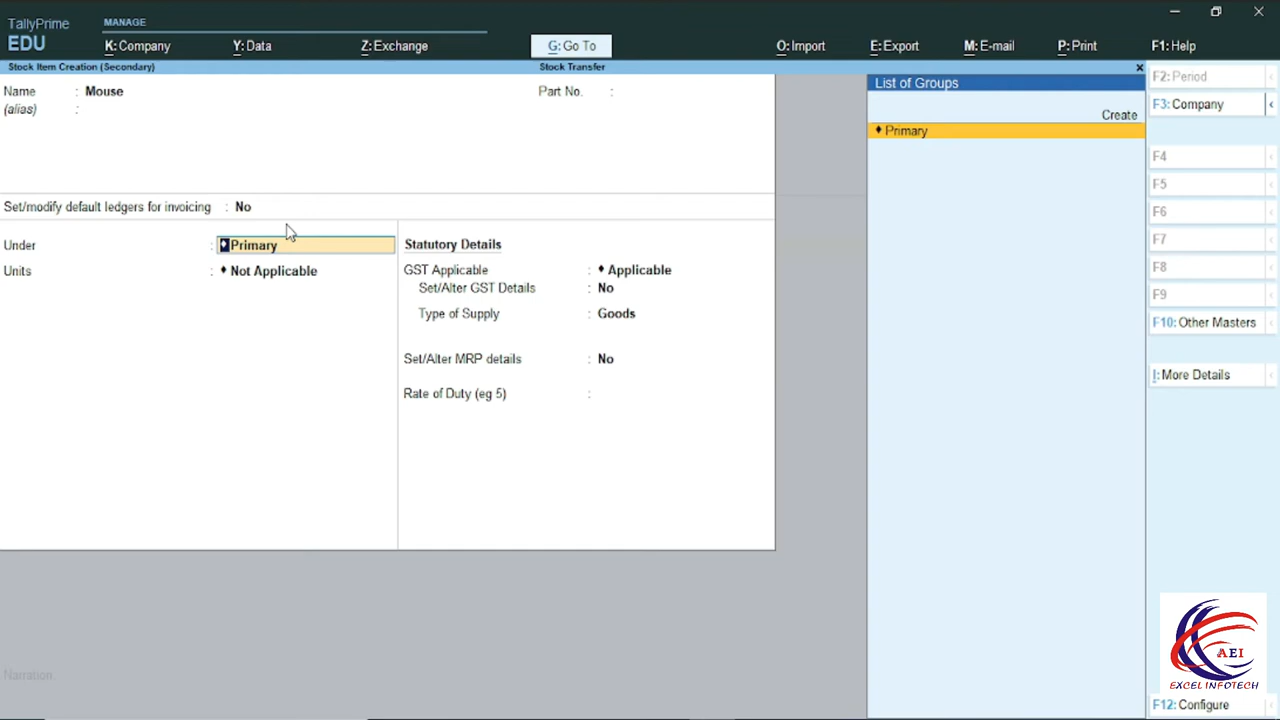 TallyPrime
EDU
MANAGE
K:Company
Y:Data
Z:Exchange
G:Go To
O:Import
E:Export
M:E-mail
P:Print
F1:Help
Stock Item Creation (Secondary)
Stock Transfer
Name : Mouse
(alias) :
Part No. :
Set/modify default ledgers for invoicing : No
Under : ♦ Primary
Units : ♦ Not Applicable
Statutory Details
GST Applicable : ♦ Applicable
Set/Alter GST Details : No
Type of Supply : Goods
Set/Alter MRP details : No
Rate of Duty (eg 5) :
Narration:
List of Groups
Create
♦ Primary
F2: Period
F3: Company
F4
F5
F6
F7
F8
F9
F10: Other Masters
I: More Details
AEI
EXCEL INFOTECH
F12: Configure